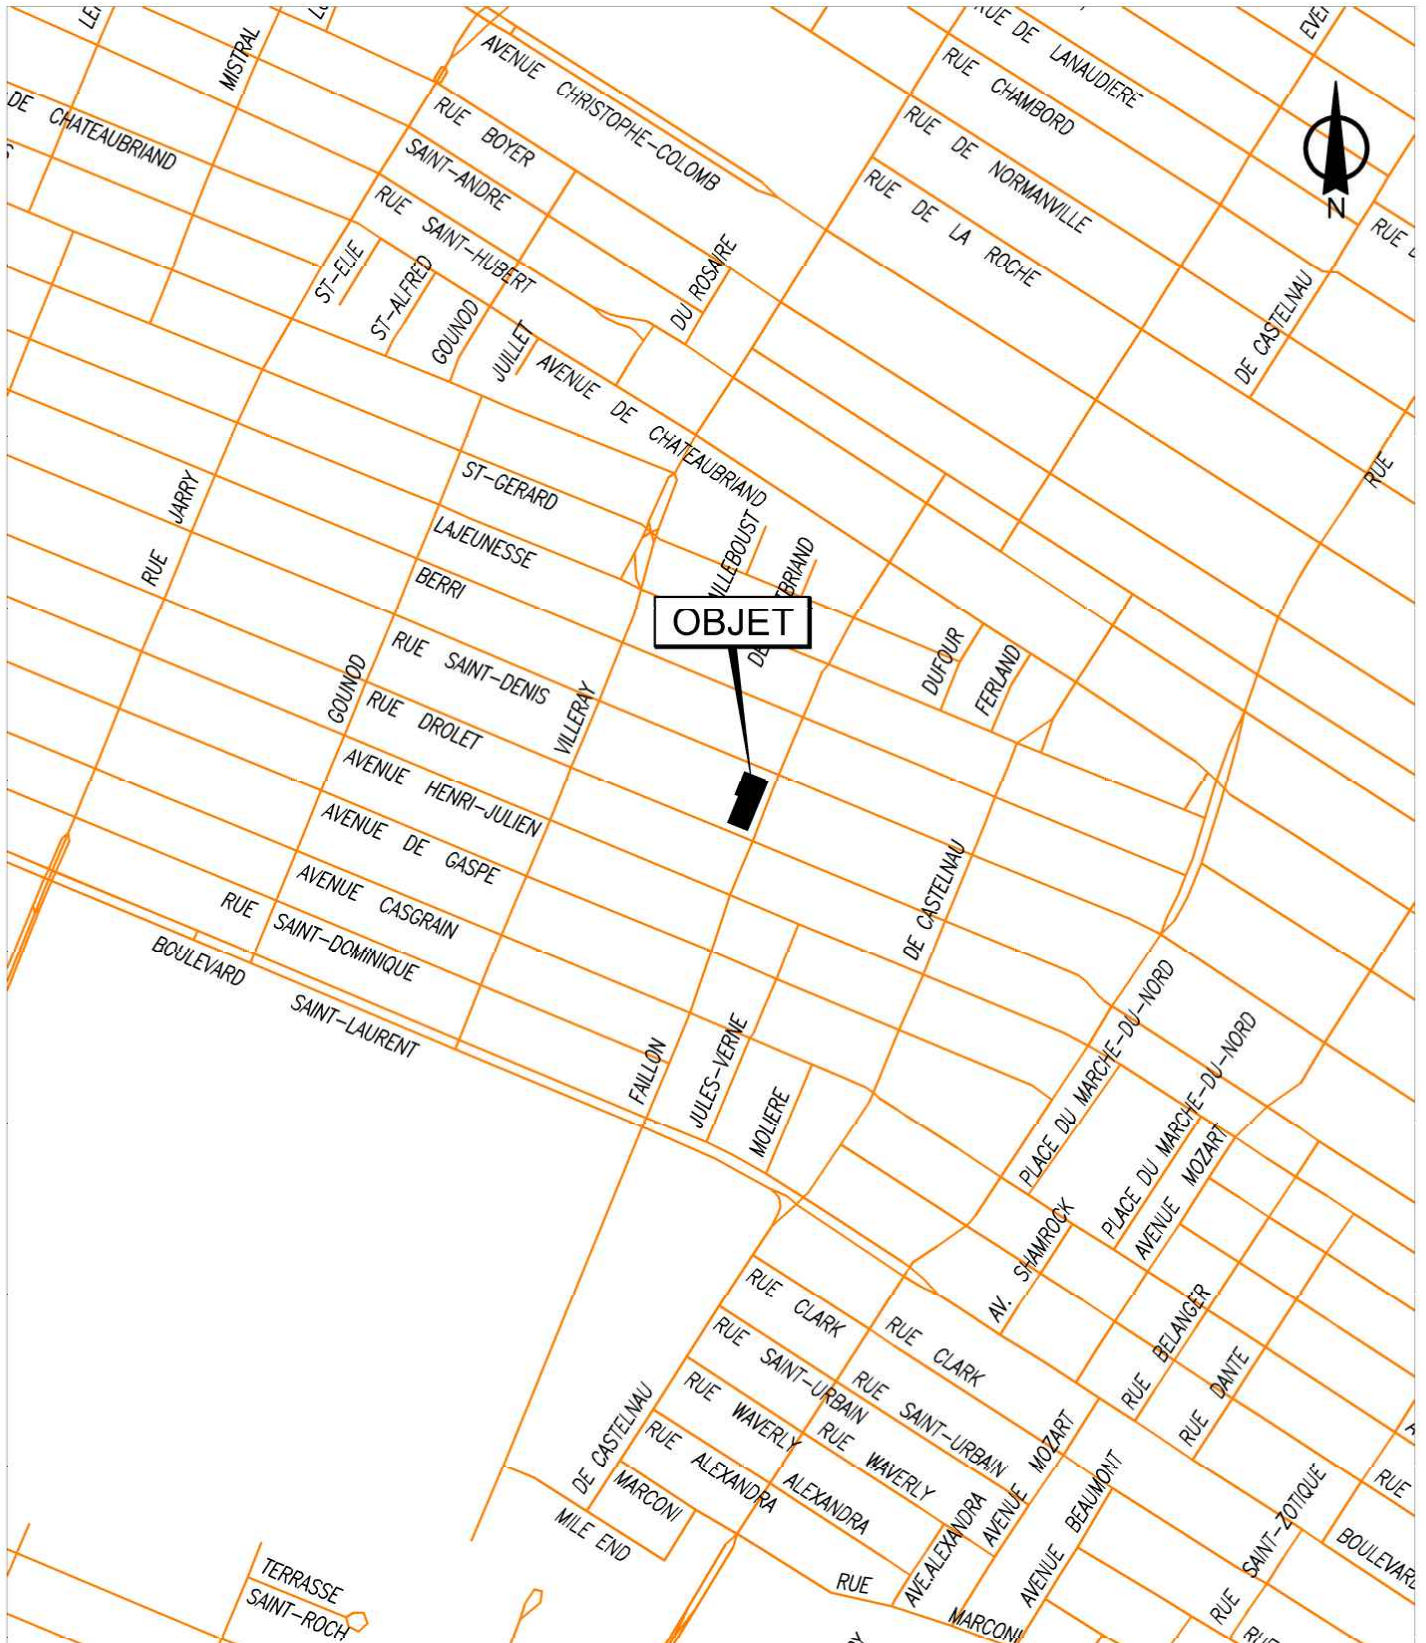 MISTRAL
AVENUE CHRISTOPHE-COLOMB
RUE DE LANAUDIERE
RUE CHAMBORD
RUE DE NORMANVILLE
RUE DE LA ROCHE
N
DE CHATEAUBRIAND
RUE BOYER
SAINT-ANDRE
RUE SAINT-HUBERT
ST-ELIE
ST-ALFRED
GOUNOD
JUILLET
DU ROSAIRE
DE CASTELNAU
RUE
AVENUE DE CHATEAUBRIAND
RUE
RUE JARRY
ST-GERARD
LAJEUNESSE
BERRI
OBJET
DUFOUR
FERLAND
RUE SAINT-DENIS
GOUNOD
RUE DROLET
VILLERAY
AVENUE HENRI-JULIEN
AVENUE DE GASPE
AVENUE CASGRAIN
RUE SAINT-DOMINIQUE
BOULEVARD SAINT-LAURENT
DE CASTELNAU
FAILLON
JULES-VERNE
MOLIERE
PLACE DU MARCHE-DU-NORD
PLACE DU MARCHE-DU-NORD
AVENUE MOZART
AV. SHAMROCK
RUE CLARK
RUE CLARK
RUE BELANGER
RUE DANTE
RUE SAINT-URBAIN
RUE SAINT-URBAIN
RUE WAVERLY
RUE WAVERLY
DE CASTELNAU
RUE ALEXANDRA
ALEXANDRA
MARCONI
MILE END
AVE.ALEXANDRA
AVENUE MOZART
AVENUE BEAUMONT
RUE SAINT-ZOTIQUE
RUE
BOULEVARD
TERRASSE
SAINT-ROCH
RUE MARCONI